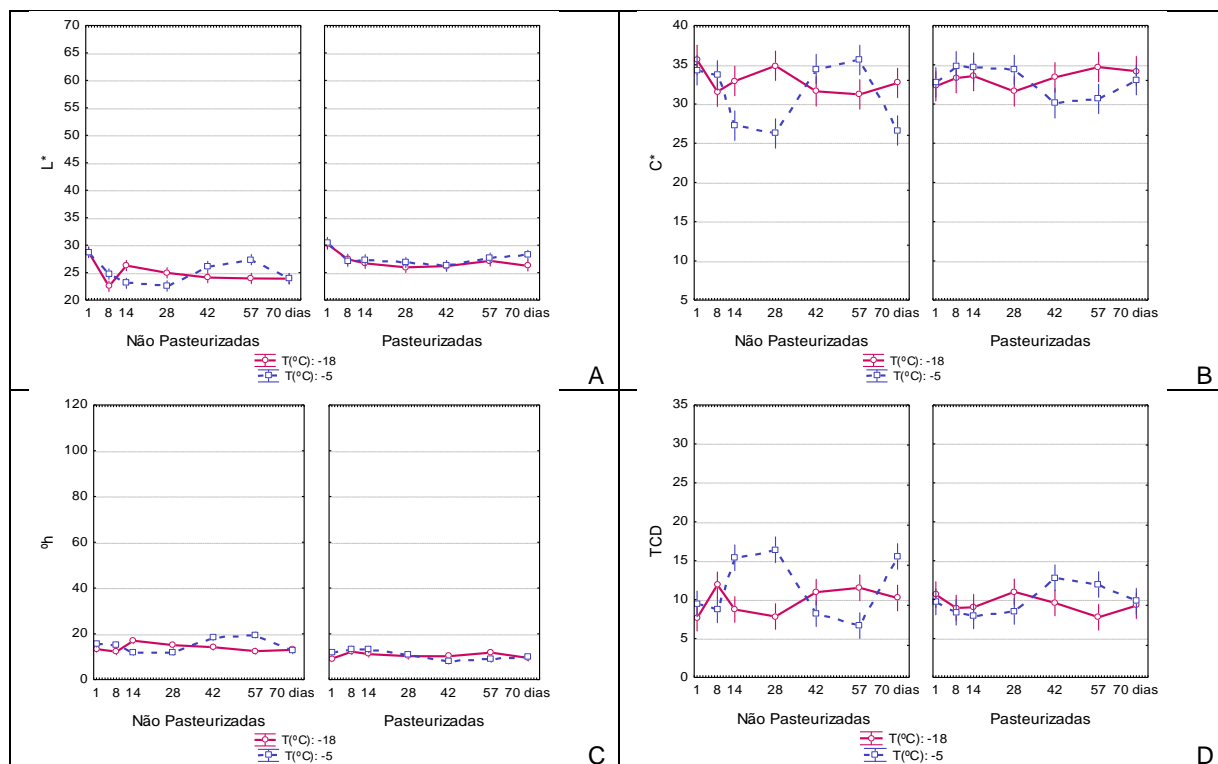 70
65
60
55
50
45
40
35
30
25
20
L*
1 8 14 28 42 57 70 dias
1 8 14 28 42 57 70 dias
Não Pasteurizadas
Pasteurizadas
T(ºC): -18
T(ºC): -5
A
40
35
30
25
20
15
10
5
C*
1 8 14 28 42 57 70 dias
1 8 14 28 42 57 70 dias
Não Pasteurizadas
Pasteurizadas
T(ºC): -18
T(ºC): -5
B
120
100
80
60
40
20
0
ºh
1 8 14 28 42 57 70 dias
1 8 14 28 42 57 70 dias
Não Pasteurizadas
Pasteurizadas
T(ºC): -18
T(ºC): -5
C
35
30
25
20
15
10
5
0
TCD
1 8 14 28 42 57 70 dias
1 8 14 28 42 57 70 dias
Não Pasteurizadas
Pasteurizadas
T(ºC): -18
T(ºC): -5
D